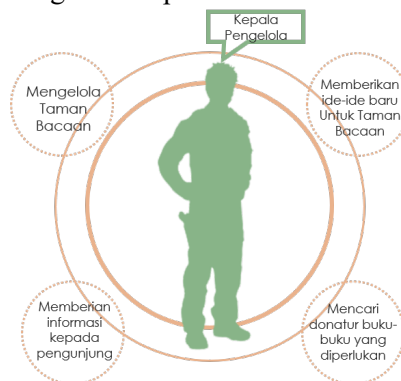 Kepala
Pengelola
Mengelola
Taman
Bacaan
Memberikan
ide-ide baru
Untuk Taman
Bacaan
Memberian
informasi
kepada
pengunjung
Mencari
donatur buku-
buku yang
diperlukan